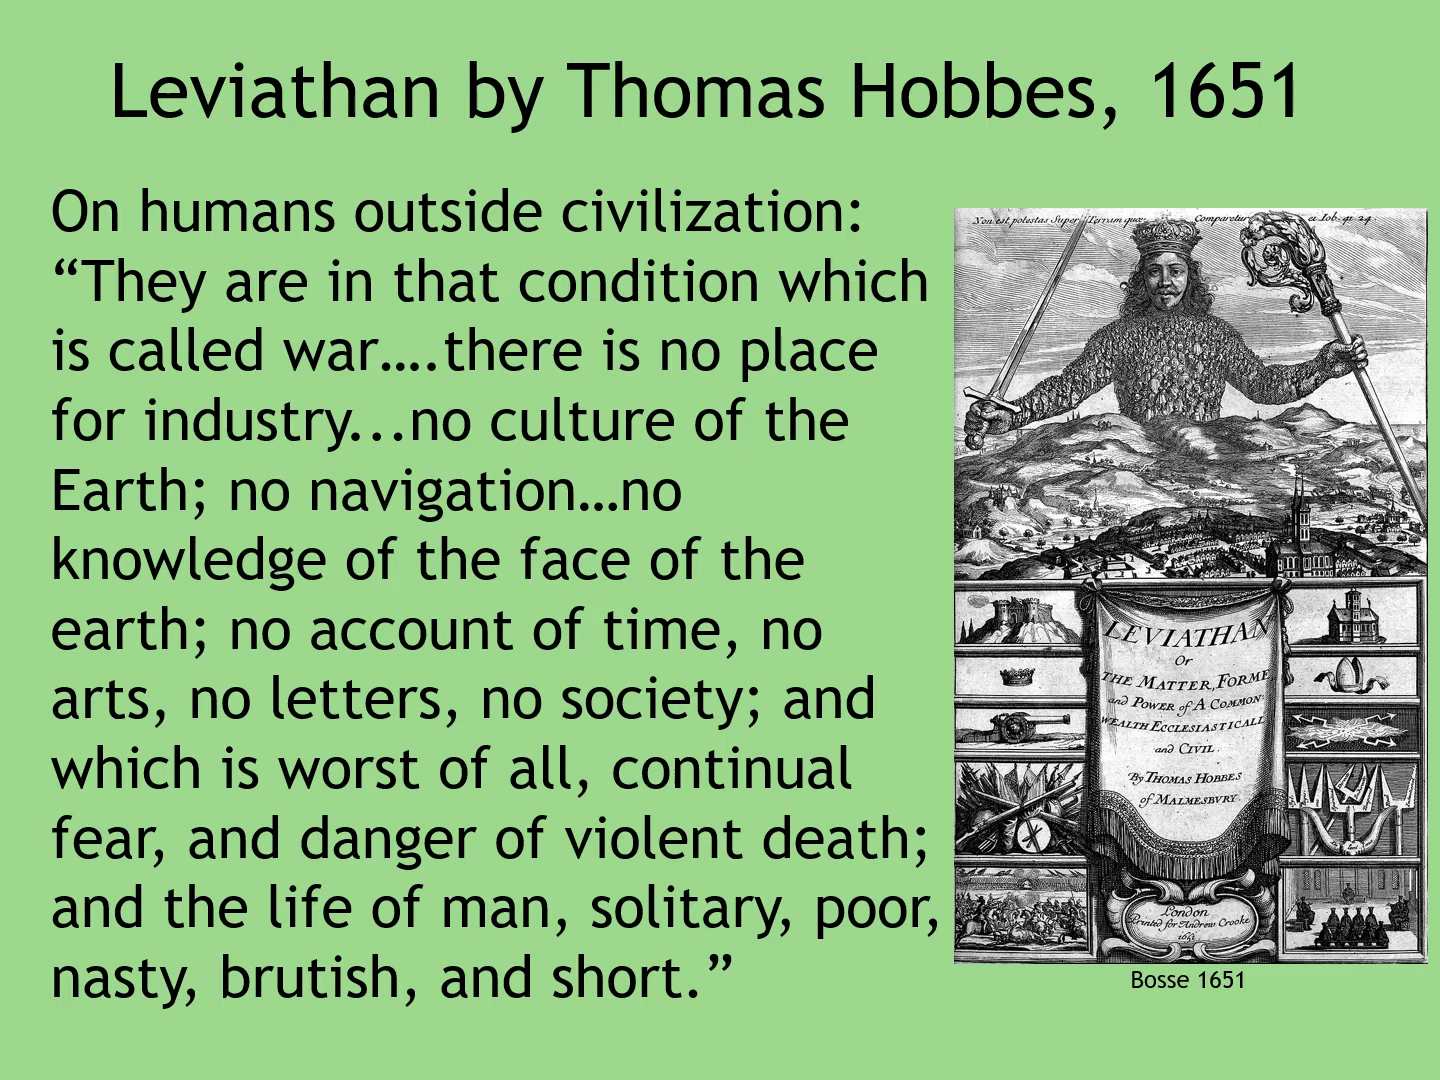 Leviathan by Thomas Hobbes, 1651
On humans outside civilization:
“They are in that condition which
is called war….there is no place
for industry...no culture of the
Earth; no navigation…no
knowledge of the face of the
earth; no account of time, no
arts, no letters, no society; and
which is worst of all, continual
fear, and danger of violent death;
and the life of man, solitary, poor,
nasty, brutish, and short.”
Non est potestas Super Terram quæ Comparetur ei Iob. 41 24.
LEVIATHAN
Or
THE MATTER, FORME
and POWER of A COMMON-
WEALTH ECCLESIASTICALL
and CIVIL.
By THOMAS HOBBES
of MALMESBVRY.
London
Printed for Andrew Crooke
1651
Bosse 1651